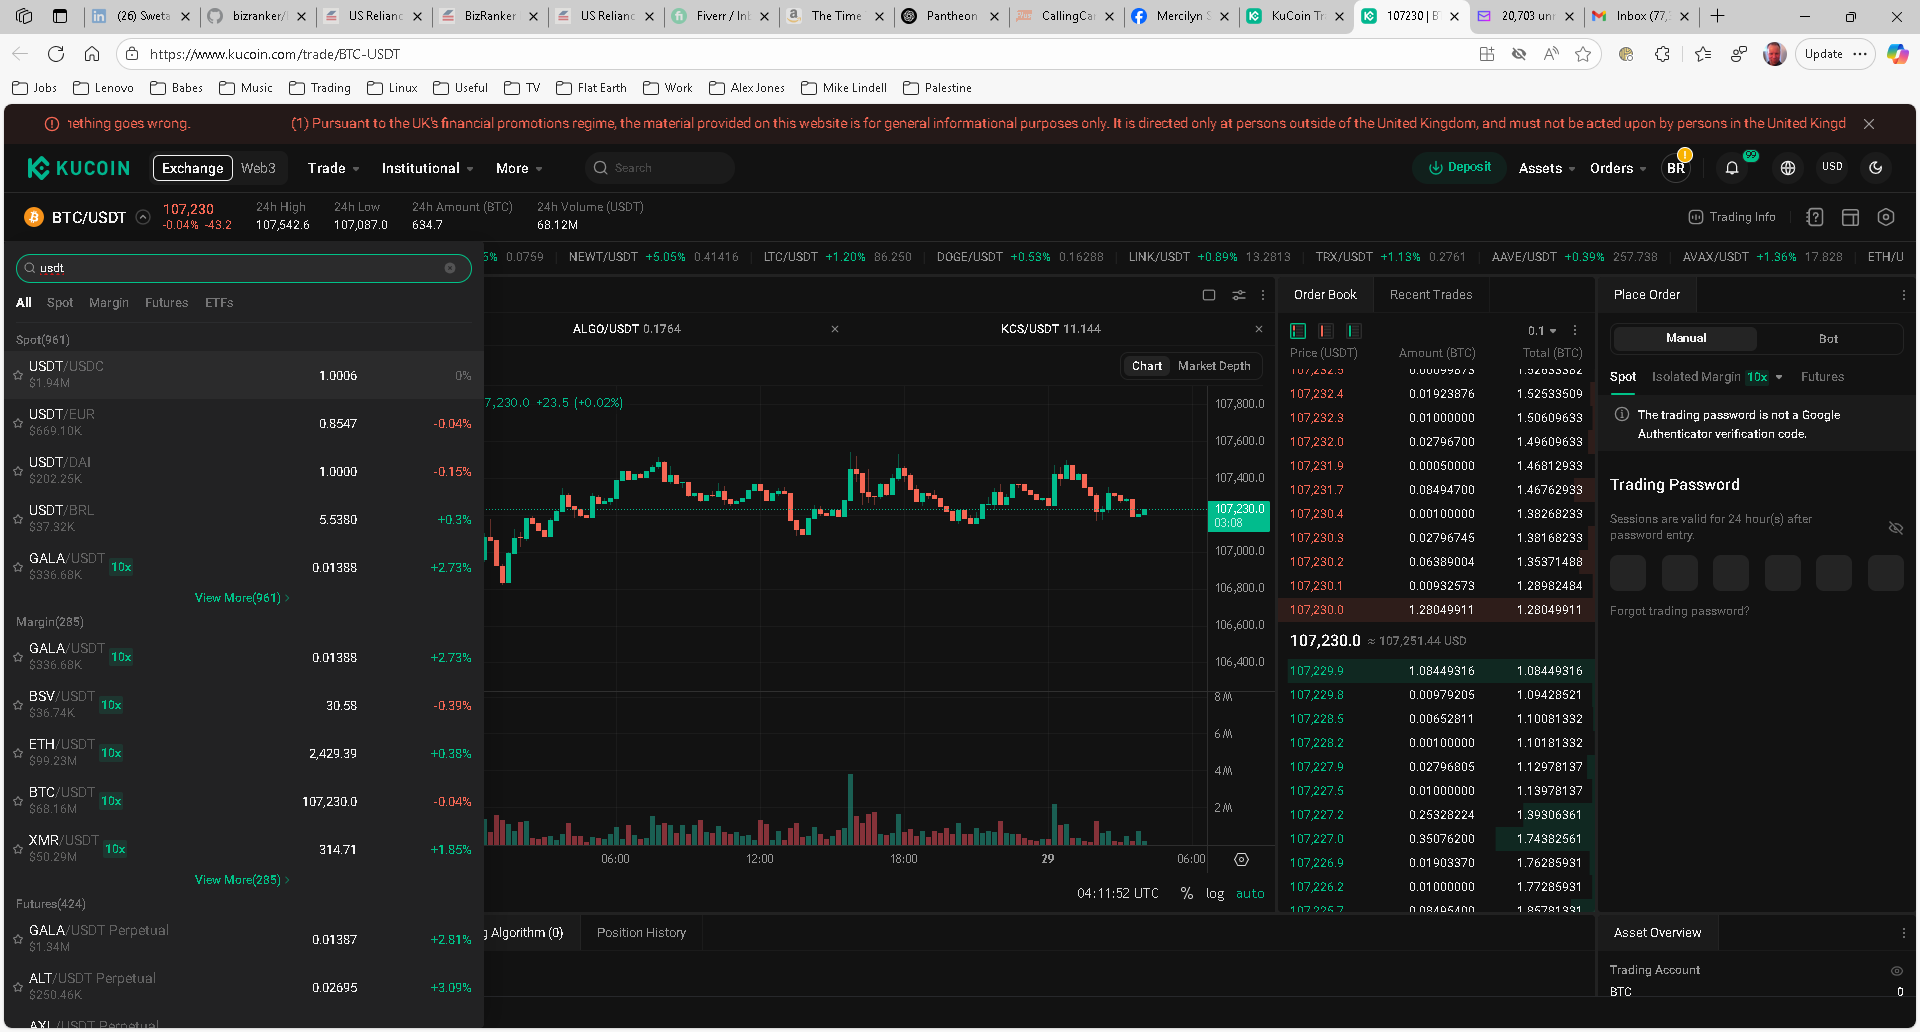 (26) Sweta
bizranker/
US Relianc
BizRanker
US Relianc
Fiverr / In
The Time
Pantheon
CallingCar
Mercilyn S
KuCoin Tr
107230 | B
20,703 unr
Inbox (77,
https://www.kucoin.com/trade/BTC-USDT
Update
Jobs Lenovo Babes Music Trading Linux Useful TV Flat Earth Work Alex Jones Mike Lindell Palestine
nething goes wrong. (1) Pursuant to the UK's financial promotions regime, the material provided on this website is for general informational purposes only. It is directed only at persons outside of the United Kingdom, and must not be acted upon by persons in the United Kingd
KUCOIN Exchange Web3 Trade Institutional More Search Deposit Assets Orders BR 99 USD
BTC/USDT
107,230
-0.04% -43.2
24h High
107,542.6
24h Low
107,087.0
24h Amount (BTC)
634.7
24h Volume (USDT)
68.12M
Trading Info
usdt
5% 0.0759 NEWT/USDT +5.05% 0.41416 LTC/USDT +1.20% 86.250 DOGE/USDT +0.53% 0.16288 LINK/USDT +0.89% 13.2813 TRX/USDT +1.13% 0.2761 AAVE/USDT +0.39% 257.738 AVAX/USDT +1.36% 17.828 ETH/U
All Spot Margin Futures ETFs
Spot(961)
USDT/USDC 1.0006 0%
$1.94M
USDT/EUR 0.8547 -0.04%
$669.10K
USDT/DAI 1.0000 -0.15%
$202.25K
USDT/BRL 5.5380 +0.3%
$37.32K
GALA/USDT 10x 0.01388 +2.73%
$336.68K
View More(961)
Margin(285)
GALA/USDT 10x 0.01388 +2.73%
$336.68K
BSV/USDT 10x 30.58 -0.39%
$36.74K
ETH/USDT 10x 2,429.39 +0.38%
$99.23M
BTC/USDT 10x 107,230.0 -0.04%
$68.16M
XMR/USDT 10x 314.71 +1.85%
$50.29M
View More(285)
Futures(424)
GALA/USDT Perpetual 0.01387 +2.81%
$1.34M
ALT/USDT Perpetual 0.02695 +3.09%
$250.46K
AXL/USDT Perpetual
ALGO/USDT 0.1764
KCS/USDT 11.144
Chart Market Depth
7,230.0 +23.5 (+0.02%)
107,800.0
107,600.0
107,400.0
107,230.0
03:08
107,000.0
106,800.0
106,600.0
106,400.0
8 M
6 M
4 M
2 M
06:00 12:00 18:00 29 06:00
04:11:52 UTC % log auto
g Algorithm (0) Position History
Order Book Recent Trades
0.1
Price (USDT) Amount (BTC) Total (BTC)
107,232.5 0.00099873 1.52633382
107,232.4 0.01923876 1.52533509
107,232.3 0.01000000 1.50609633
107,232.0 0.02796700 1.49609633
107,231.9 0.00050000 1.46812933
107,231.7 0.08494700 1.46762933
107,230.4 0.00100000 1.38268233
107,230.3 0.02796745 1.38168233
107,230.2 0.06389004 1.35371488
107,230.1 0.00932573 1.28982484
107,230.0 1.28049911 1.28049911
107,230.0 ≈ 107,251.44 USD
107,229.9 1.08449316 1.08449316
107,229.8 0.00979205 1.09428521
107,228.5 0.00652811 1.10081332
107,228.2 0.00100000 1.10181332
107,227.9 0.02796805 1.12978137
107,227.5 0.01000000 1.13978137
107,227.2 0.25328224 1.39306361
107,227.0 0.35076200 1.74382561
107,226.9 0.01903370 1.76285931
107,226.2 0.01000000 1.77285931
107,225.7 0.08495400 1.85781331
Place Order
Manual Bot
Spot Isolated Margin 10x Futures
The trading password is not a Google
Authenticator verification code.
Trading Password
Sessions are valid for 24 hour(s) after
password entry.
Forgot trading password?
Asset Overview
Trading Account
BTC 0